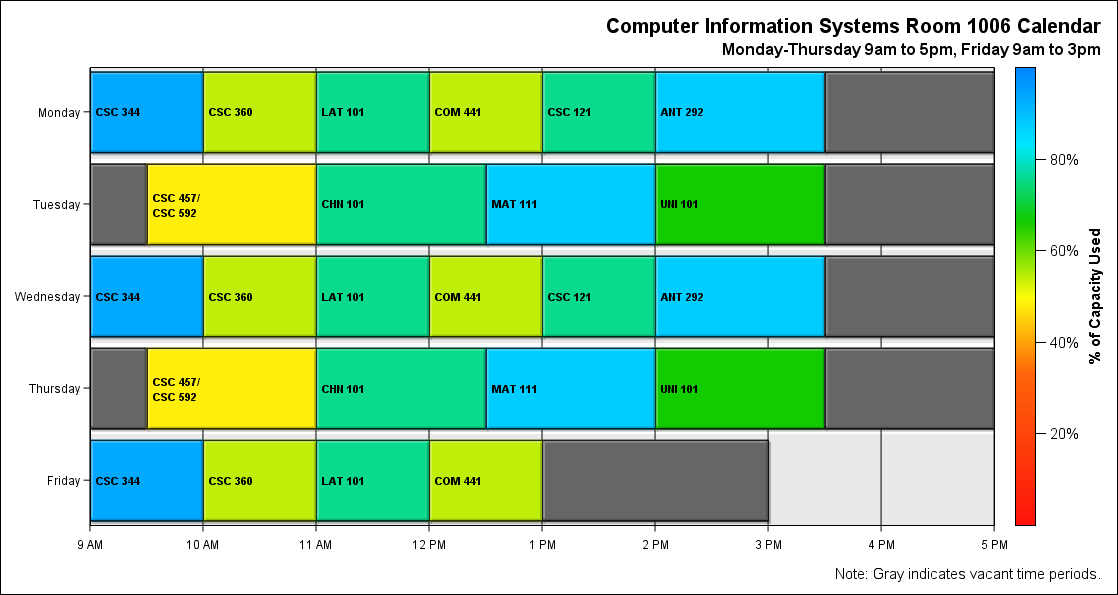 Computer Information Systems Room 1006 Calendar
Monday-Thursday 9am to 5pm, Friday 9am to 3pm
Monday
CSC 344
CSC 360
LAT 101
COM 441
CSC 121
ANT 292
Tuesday
CSC 457/
CSC 592
CHN 101
MAT 111
UNI 101
Wednesday
CSC 344
CSC 360
LAT 101
COM 441
CSC 121
ANT 292
Thursday
CSC 457/
CSC 592
CHN 101
MAT 111
UNI 101
Friday
CSC 344
CSC 360
LAT 101
COM 441
9 AM
10 AM
11 AM
12 PM
1 PM
2 PM
3 PM
4 PM
5 PM
80%
60%
40%
20%
% of Capacity Used
Note: Gray indicates vacant time periods.